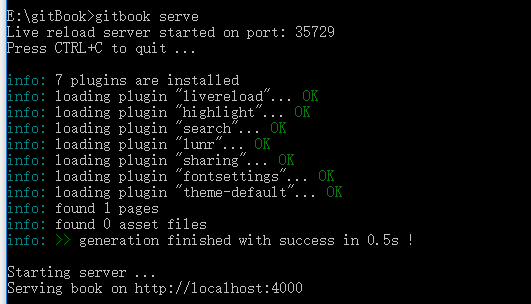 E:\gitBook>gitbook serve
Live reload server started on port: 35729
Press CTRL+C to quit ...
info: 7 plugins are installed
info: loading plugin "livereload"... OK
info: loading plugin "highlight"... OK
info: loading plugin "search"... OK
info: loading plugin "lunr"... OK
info: loading plugin "sharing"... OK
info: loading plugin "fontsettings"... OK
info: loading plugin "theme-default"... OK
info: found 1 pages
info: found 0 asset files
info: >> generation finished with success in 0.5s !
Starting server ...
Serving book on http://localhost:4000